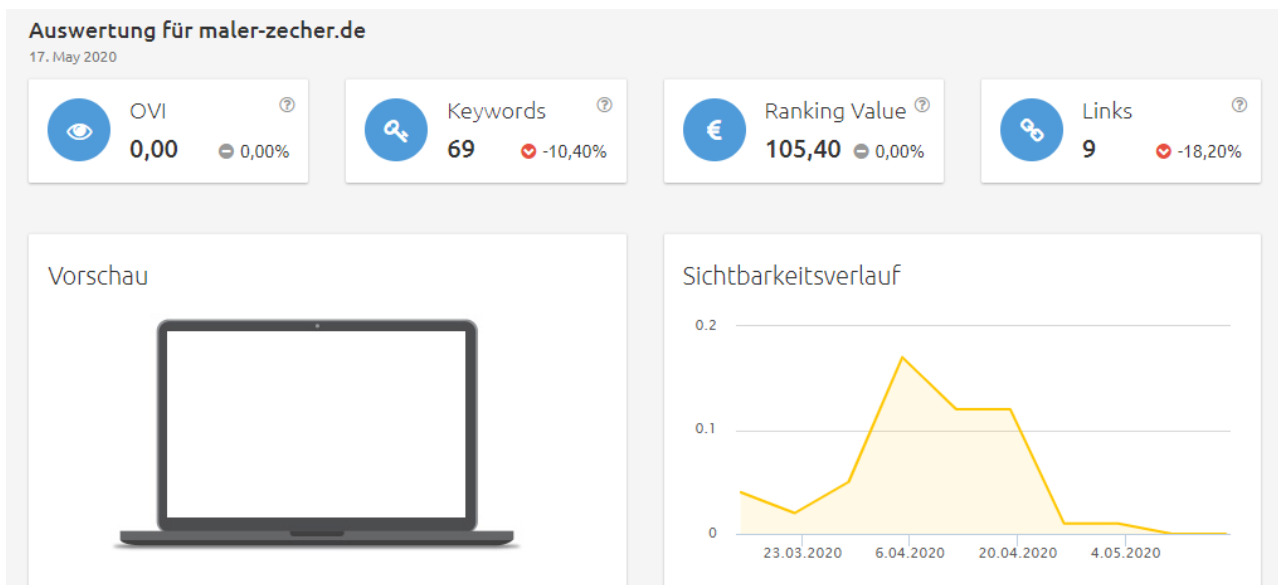 Auswertung für maler-zecher.de
17. May 2020
OVI
0,00 0,00%
Keywords
69 -10,40%
Ranking Value
€
105,40 0,00%
Links
9 -18,20%
Vorschau
Sichtbarkeitsverlauf
0.2
0.1
0
23.03.2020 6.04.2020 20.04.2020 4.05.2020